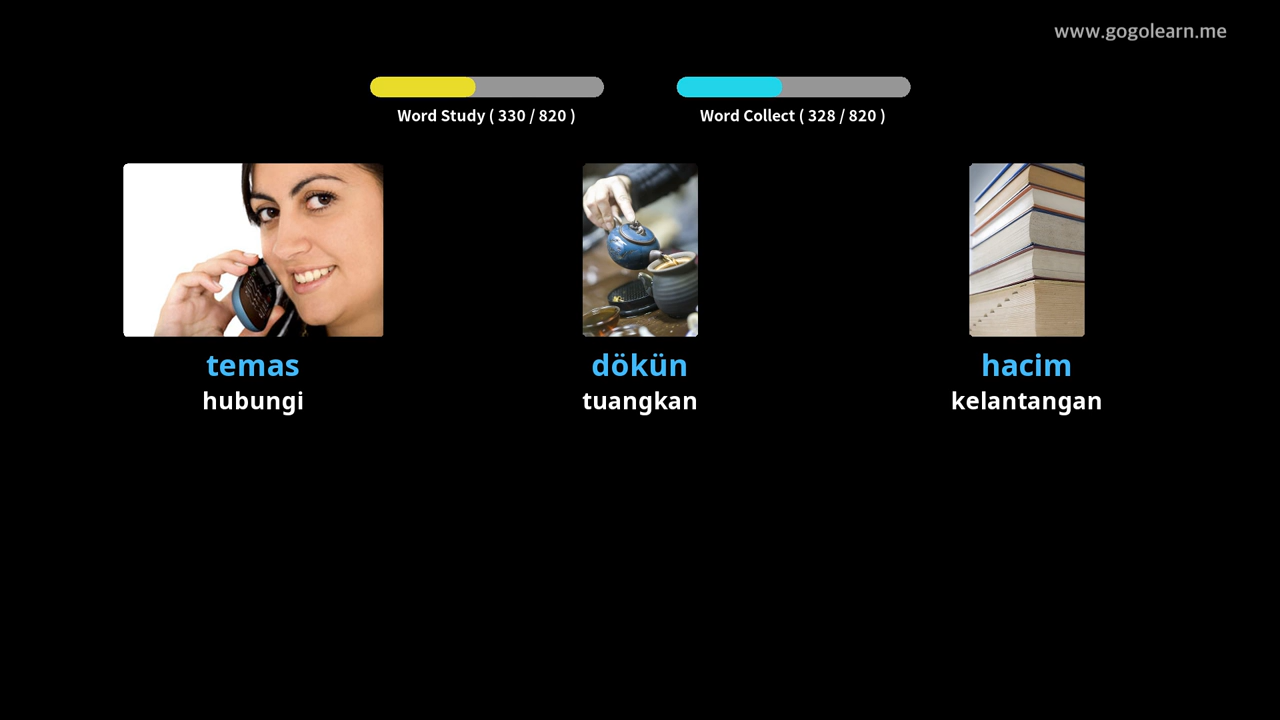 www.gogolearn.me
Word Study ( 330 / 820 )
Word Collect ( 328 / 820 )
temas
hubungi
dökün
tuangkan
hacim
kelantangan